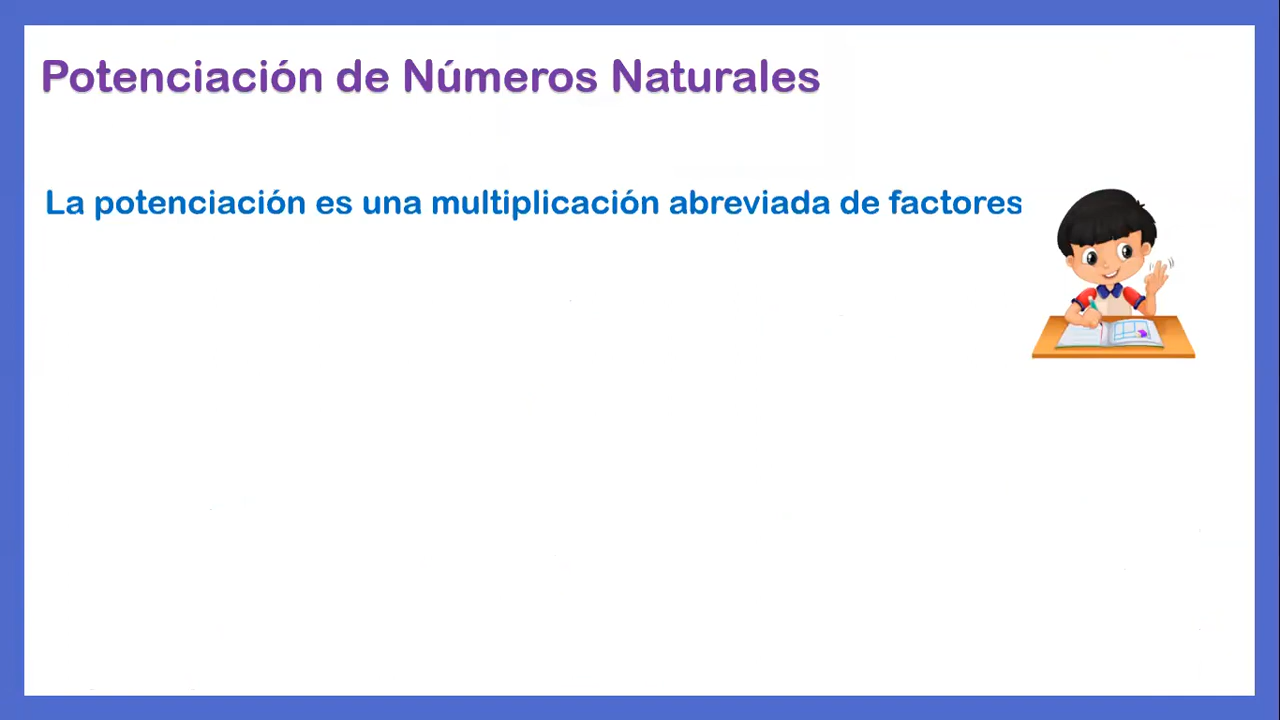 Potenciación de Números Naturales
La potenciación es una multiplicación abreviada de factores